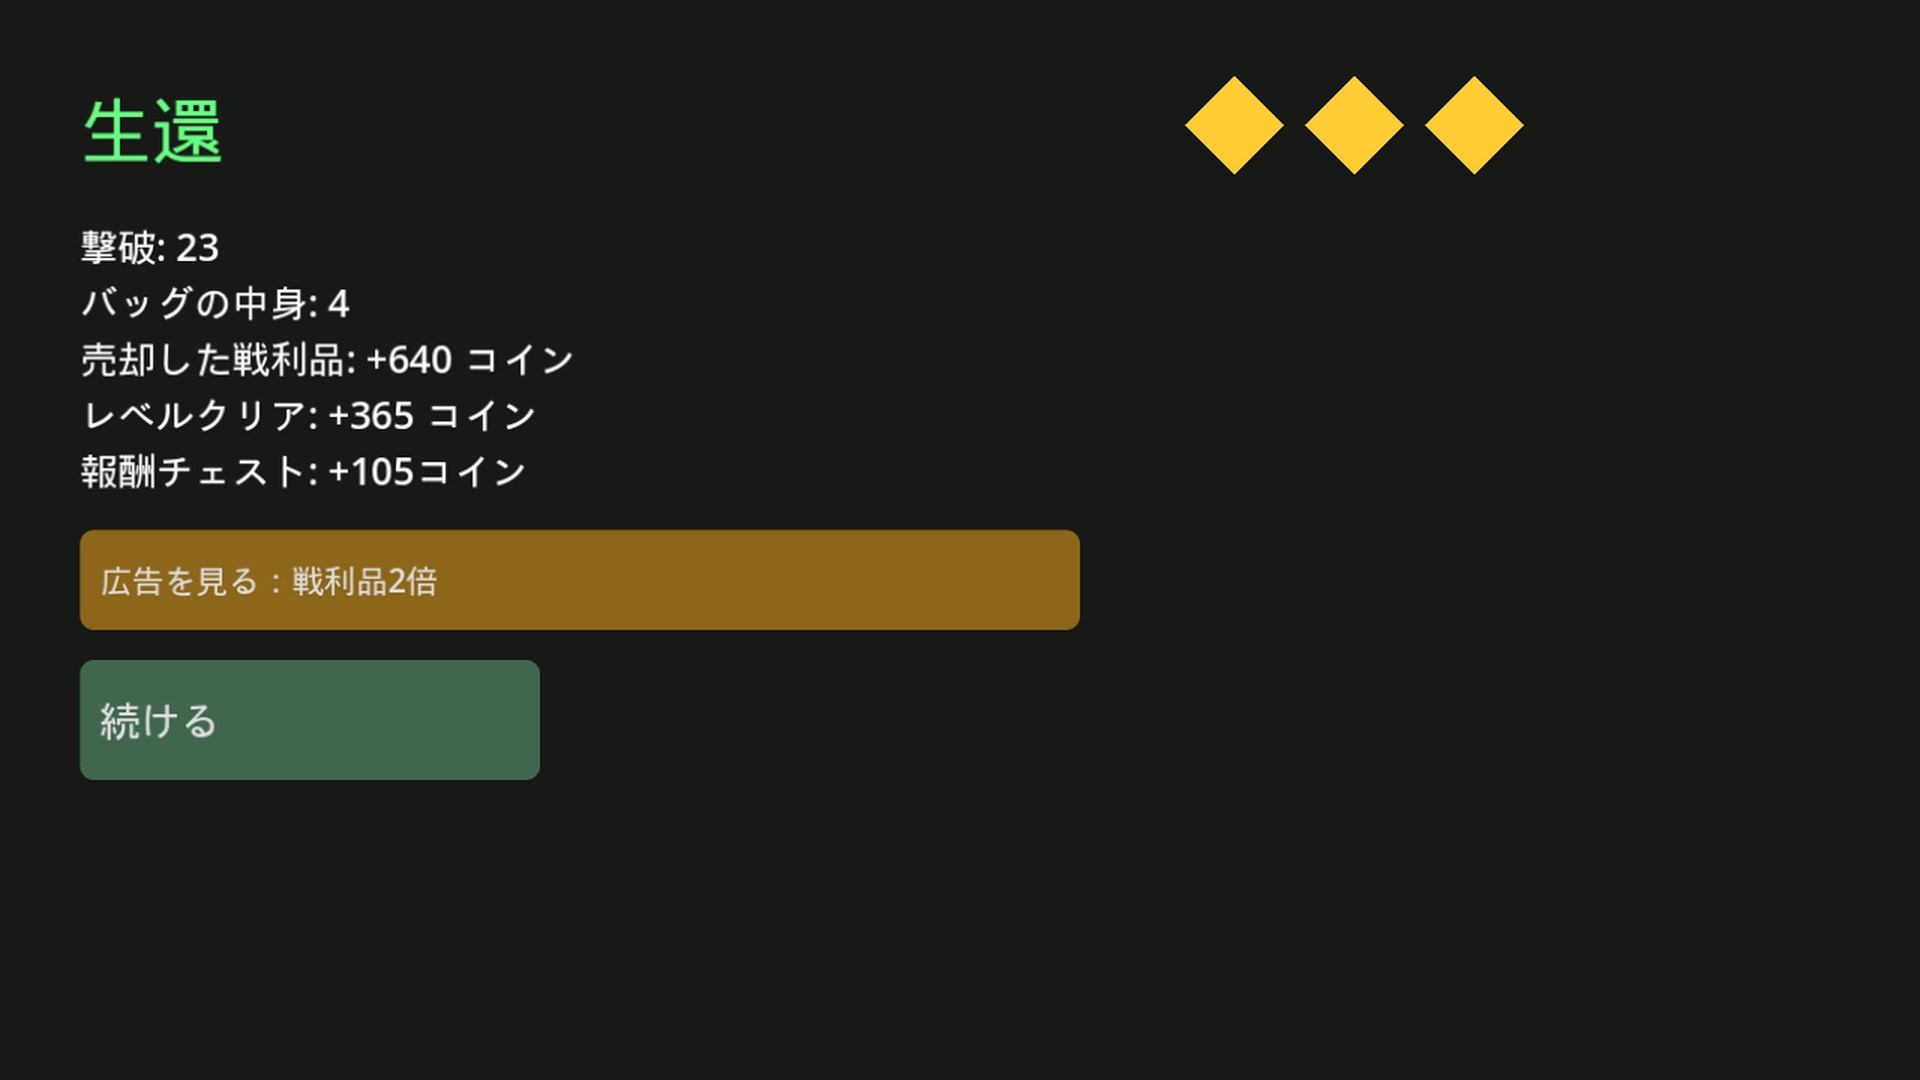 生還
撃破: 23
バッグの中身: 4
売却した戦利品: +640 コイン
レベルクリア: +365 コイン
報酬チェスト: +105コイン
広告を見る：戦利品2倍
続ける